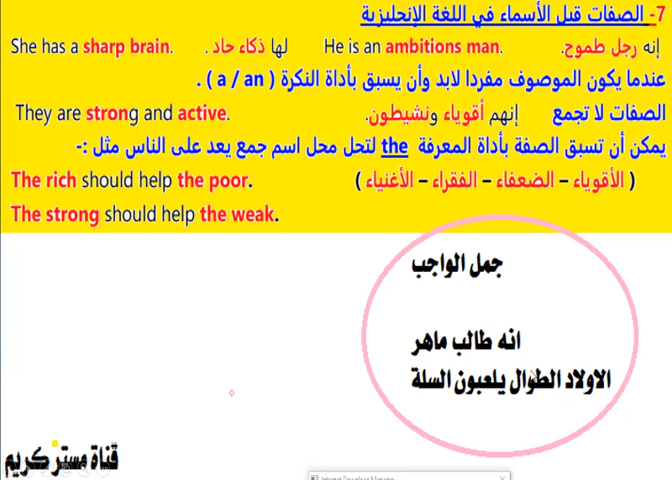 7- الصفات قبل الأسماء في اللغة الإنجليزية
She has a sharp brain. لها ذكاء حاد . He is an ambitions man. إنه رجل طموح.
عندما يكون الموصوف مفردا لابد وأن يسبق بأداة النكرة ( a / an ) .
They are strong and active. إنهم أقوياء ونشيطون. الصفات لا تجمع
يمكن أن تسبق الصفة بأداة المعرفة the لتحل محل اسم جمع يعد على الناس مثل :-
The rich should help the poor. ( الأقوياء – الضعفاء – الفقراء – الأغنياء )
The strong should help the weak.
جمل الواجب
انه طالب ماهر
الاولاد الطوال يلعبون السلة
قناة مستر كريم